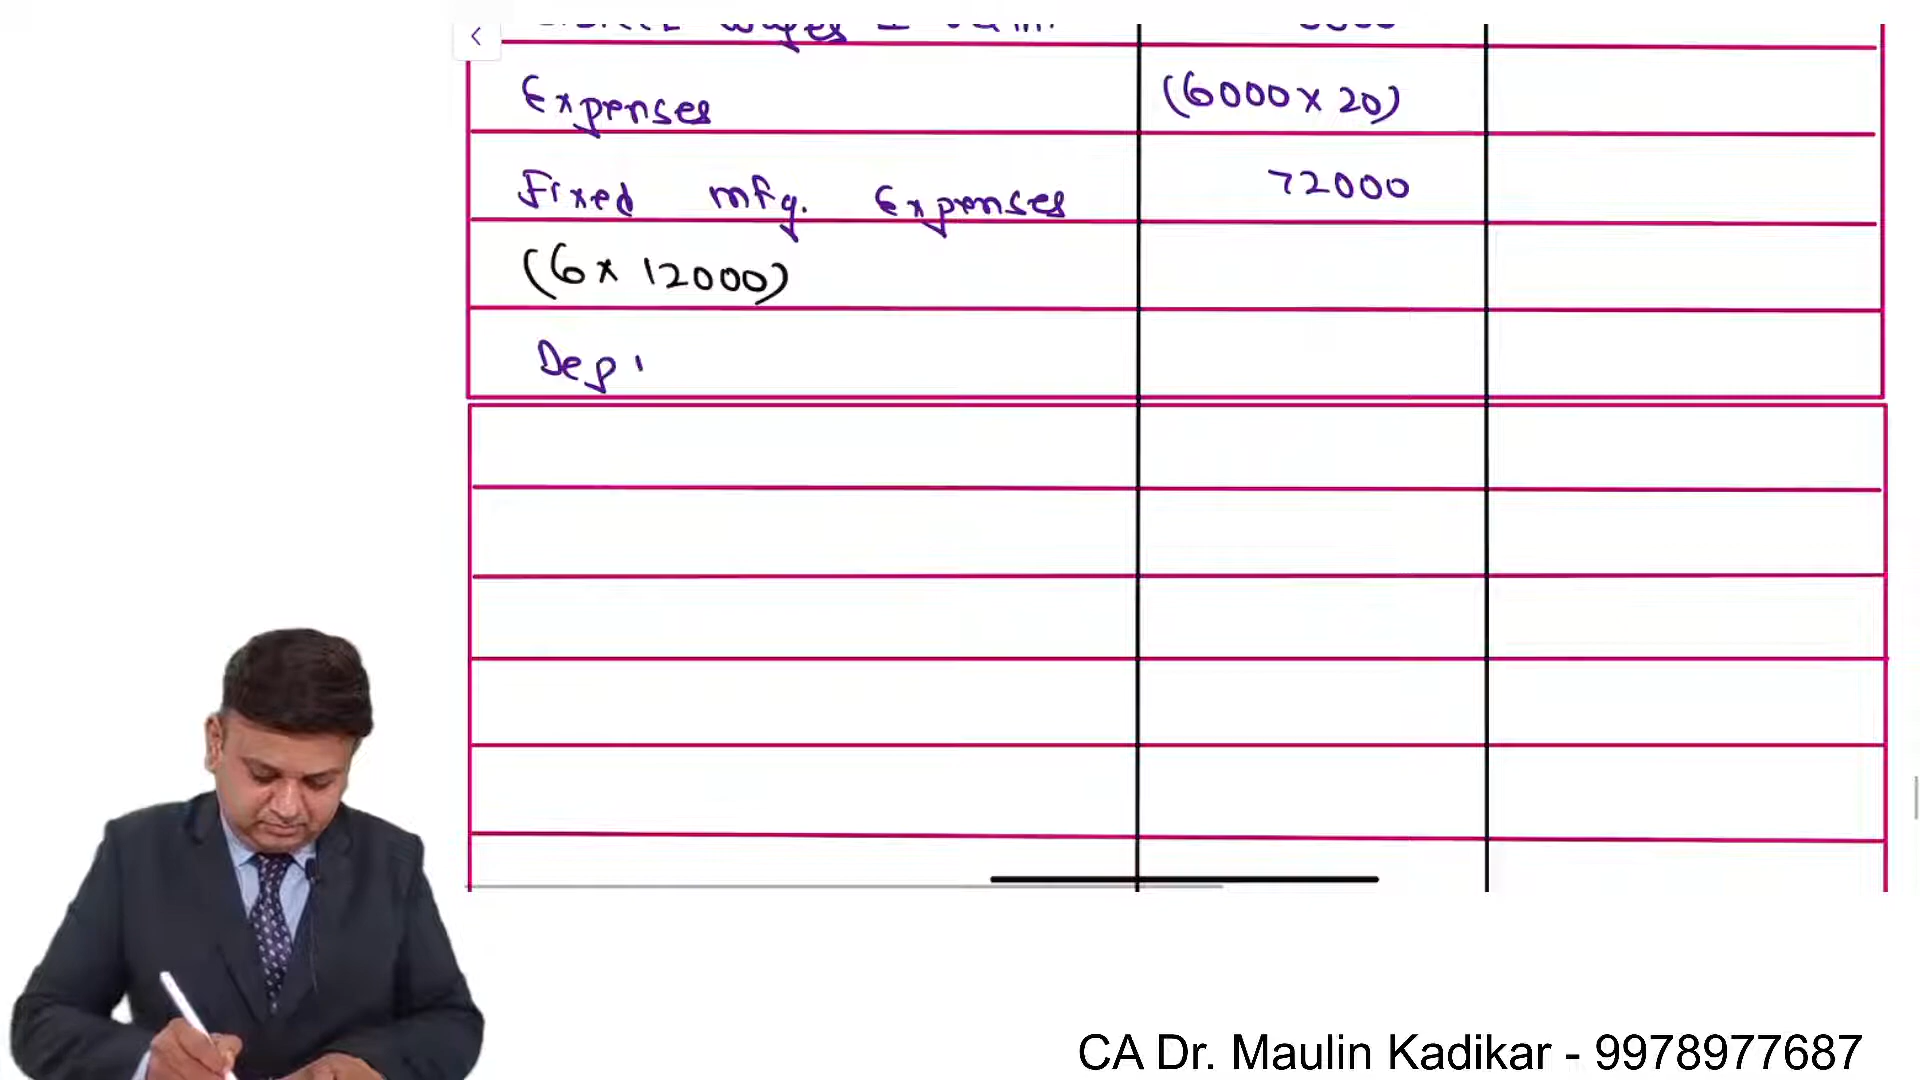 Expenses (6000 x 20)
Fixed mfg. Expenses 72000
(6 x 12000)
Dep
CA Dr. Maulin Kadikar - 9978977687